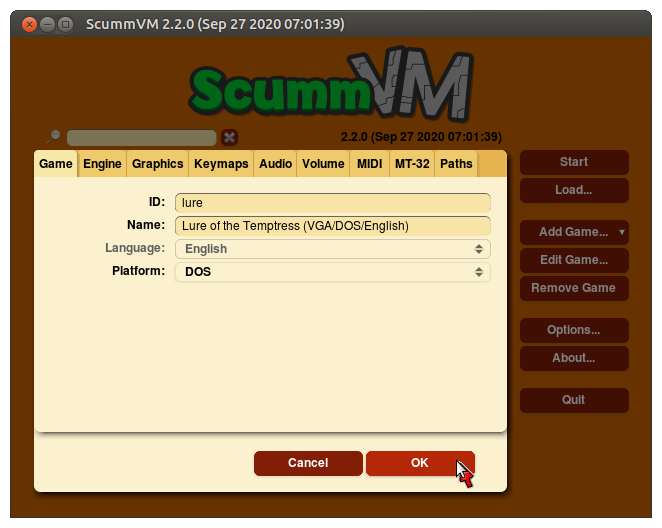 ScummVM 2.2.0 (Sep 27 2020 07:01:39)
ScummVM
2.2.0 (Sep 27 2020 07:01:39)
Game Engine Graphics Keymaps Audio Volume MIDI MT-32 Paths
ID: lure
Name: Lure of the Temptress (VGA/DOS/English)
Language: English
Platform: DOS
Cancel OK
Start
Load...
Add Game...
Edit Game...
Remove Game
Options...
About...
Quit